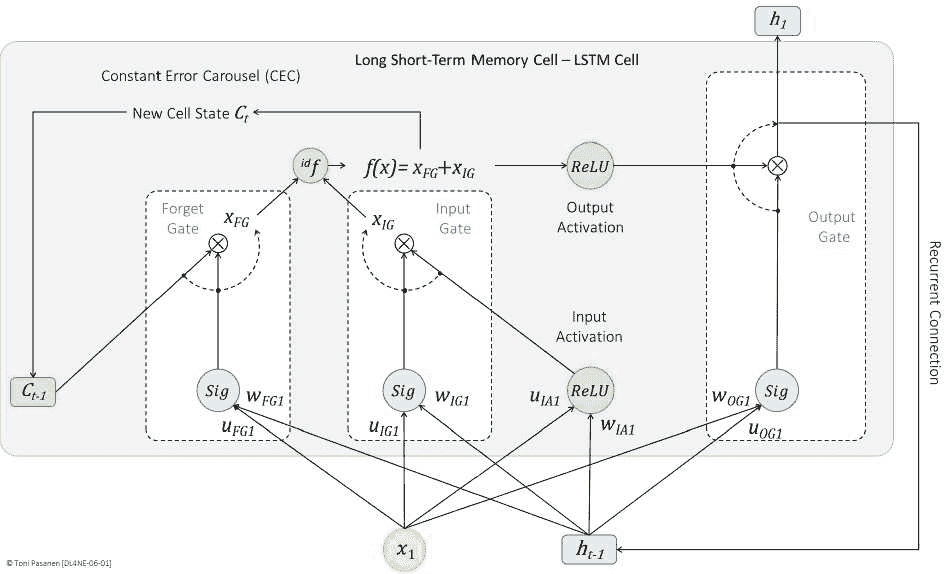 h1
Long Short-Term Memory Cell – LSTM Cell
Constant Error Carousel (CEC)
New Cell State Ct
idf
f(x)= xFG+xIG
ReLU
Output
Activation
Forget
Gate
xFG
Input
Gate
xIG
Output
Gate
Recurrent Connection
Input
Activation
Ct-1
Sig
wFG1
uFG1
Sig
wIG1
uIG1
uIA1
ReLU
wIA1
wOG1
Sig
uOG1
x1
ht-1
© Toni Pasanen [DL4NE-06-01]